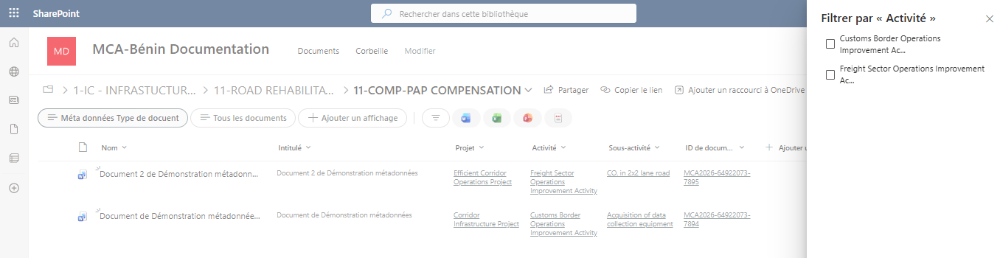 SharePoint
Rechercher dans cette bibliothèque
Filtrer par « Activité »
Customs Border Operations
Improvement Ac...
Freight Sector Operations Improvement
Ac...
MD
MCA-Bénin Documentation
Documents
Corbeille
Modifier
1-IC - INFRASTUCTUR...
11-ROAD REHABILITA...
11-COMP-PAP COMPENSATION
Partager
Copier le lien
Ajouter un raccourci à OneDrive
Méta données Type de docuent
Tous les documents
Ajouter un affichage
Nom
Intitulé
Projet
Activité
Sous-activité
ID de docum...
Ajouter u
Document 2 de Démonstration métadonn...
Document 2 de Démonstration métadonnées
Efficient Corridor
Operations Project
Freight Sector
Operations
Improvement Activity
CO. in 2x2 lane road
MCA2026-64922073-
7895
Document de Démonstration métadonnée...
Document de Démonstration métadonnées
Corridor
Infrastructure Project
Customs Border
Operations
Improvement Activity
Acquisition of data
collection equipment
MCA2026-64922073-
7894